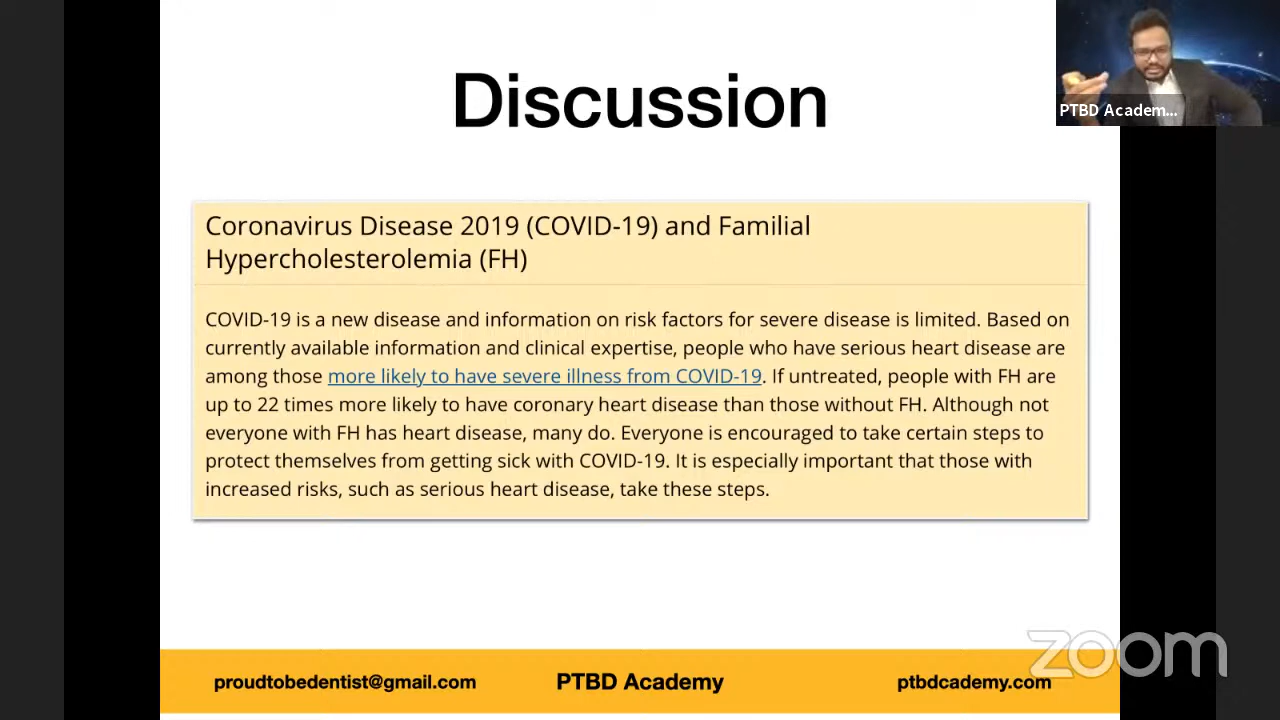 Discussion
PTBD Academ...
Coronavirus Disease 2019 (COVID-19) and Familial
Hypercholesterolemia (FH)
COVID-19 is a new disease and information on risk factors for severe disease is limited. Based on
currently available information and clinical expertise, people who have serious heart disease are
among those more likely to have severe illness from COVID-19. If untreated, people with FH are
up to 22 times more likely to have coronary heart disease than those without FH. Although not
everyone with FH has heart disease, many do. Everyone is encouraged to take certain steps to
protect themselves from getting sick with COVID-19. It is especially important that those with
increased risks, such as serious heart disease, take these steps.
zoom
proudtobedentist@gmail.com PTBD Academy ptbdcademy.com